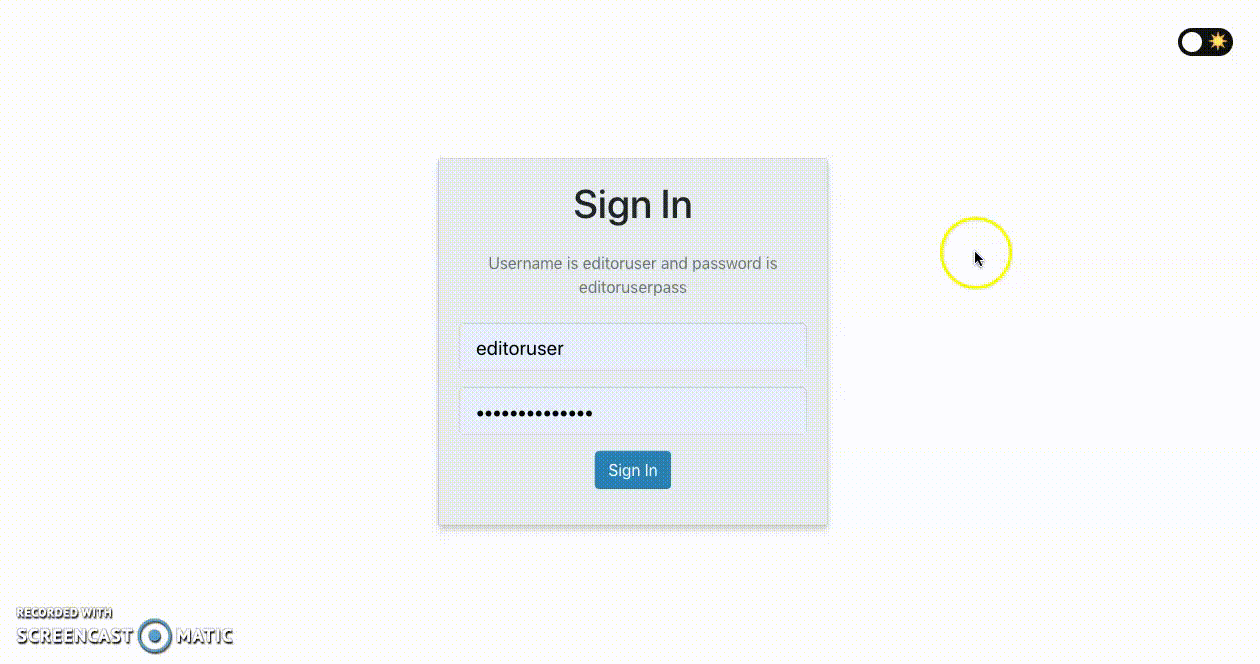 Sign In
Username is editoruser and password is
editoruserpass
editoruser
••••••••••••••
Sign In
RECORDED WITH
SCREENCAST MATIC